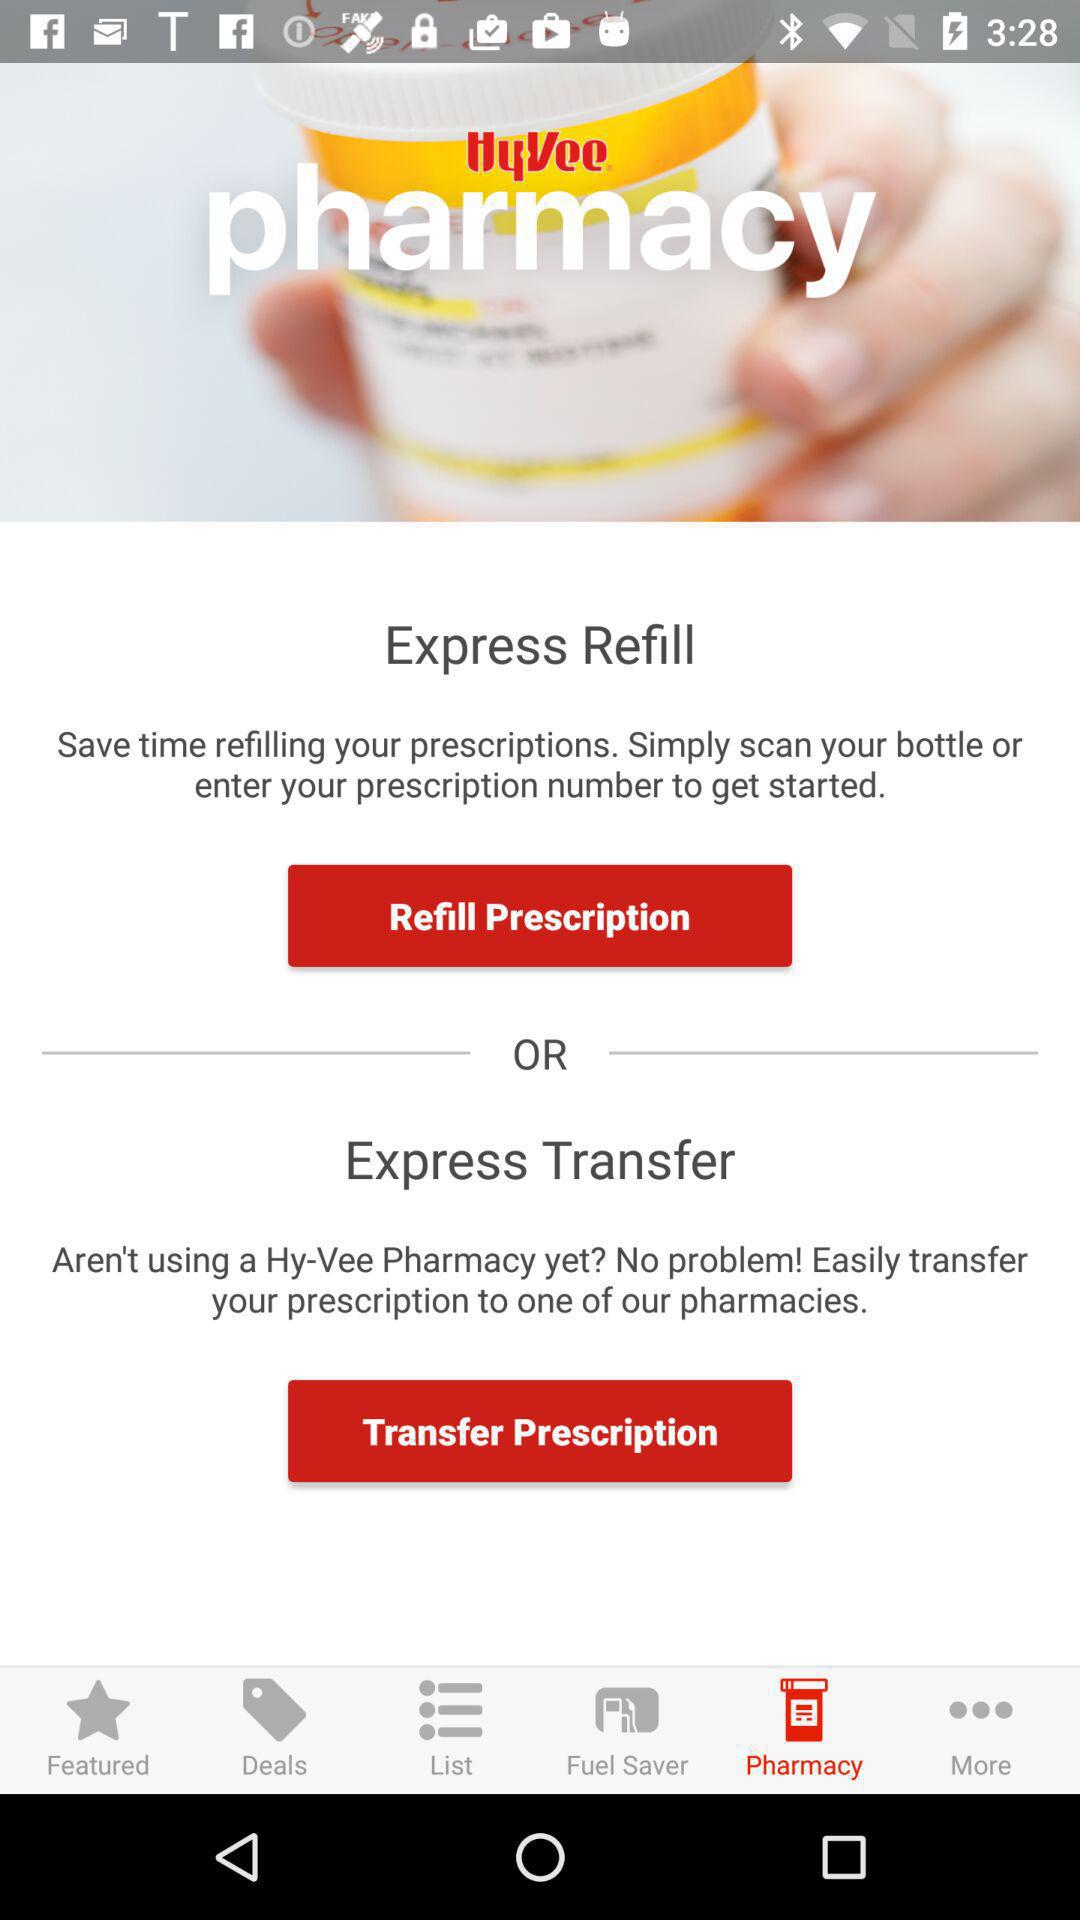 FAKE
3:28
HyVee
pharmacy
Express Refill
Save time refilling your prescriptions. Simply scan your bottle or
enter your prescription number to get started.
Refill Prescription
OR
Express Transfer
Aren't using a Hy-Vee Pharmacy yet? No problem! Easily transfer
your prescription to one of our pharmacies.
Transfer Prescription
Featured
Deals
List
Fuel Saver
Pharmacy
More